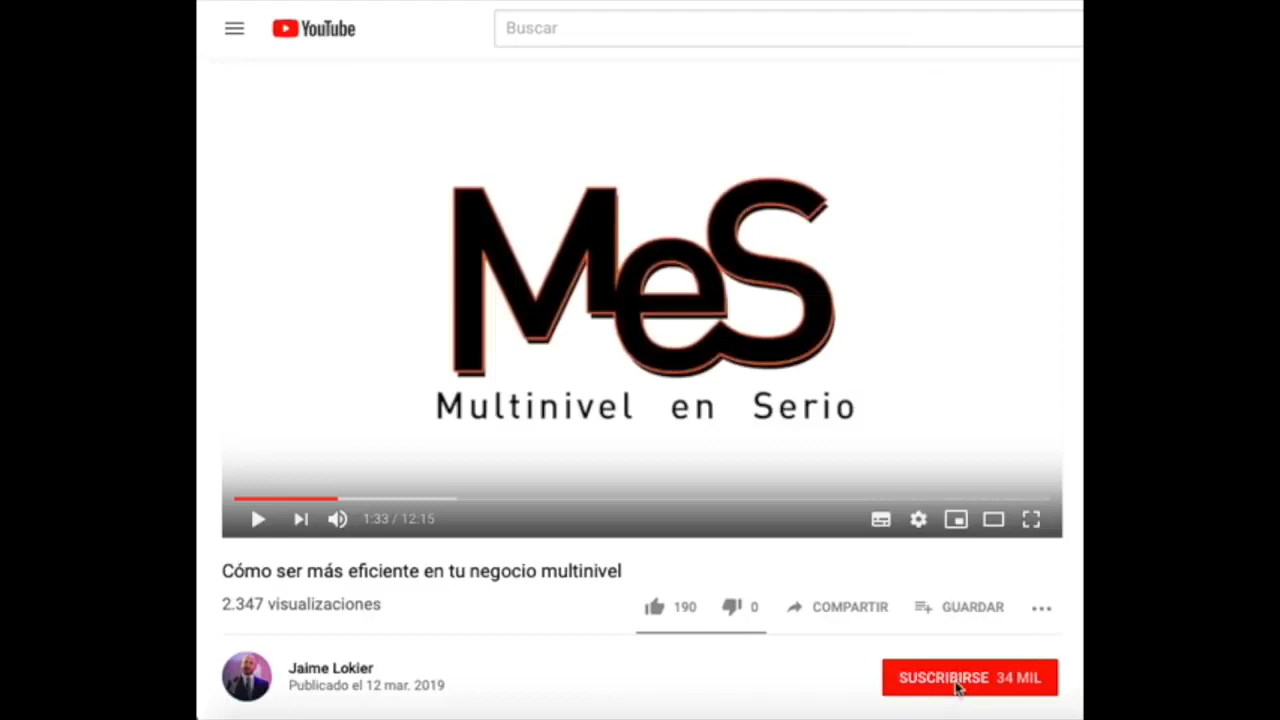 YouTube
Buscar
MeS
Multinivel en Serio
1:33 / 12:15
Cómo ser más eficiente en tu negocio multinivel
2.347 visualizaciones
190
0
COMPARTIR
GUARDAR
Jaime Lokier
Publicado el 12 mar. 2019
SUSCRIBIRSE 34 MIL